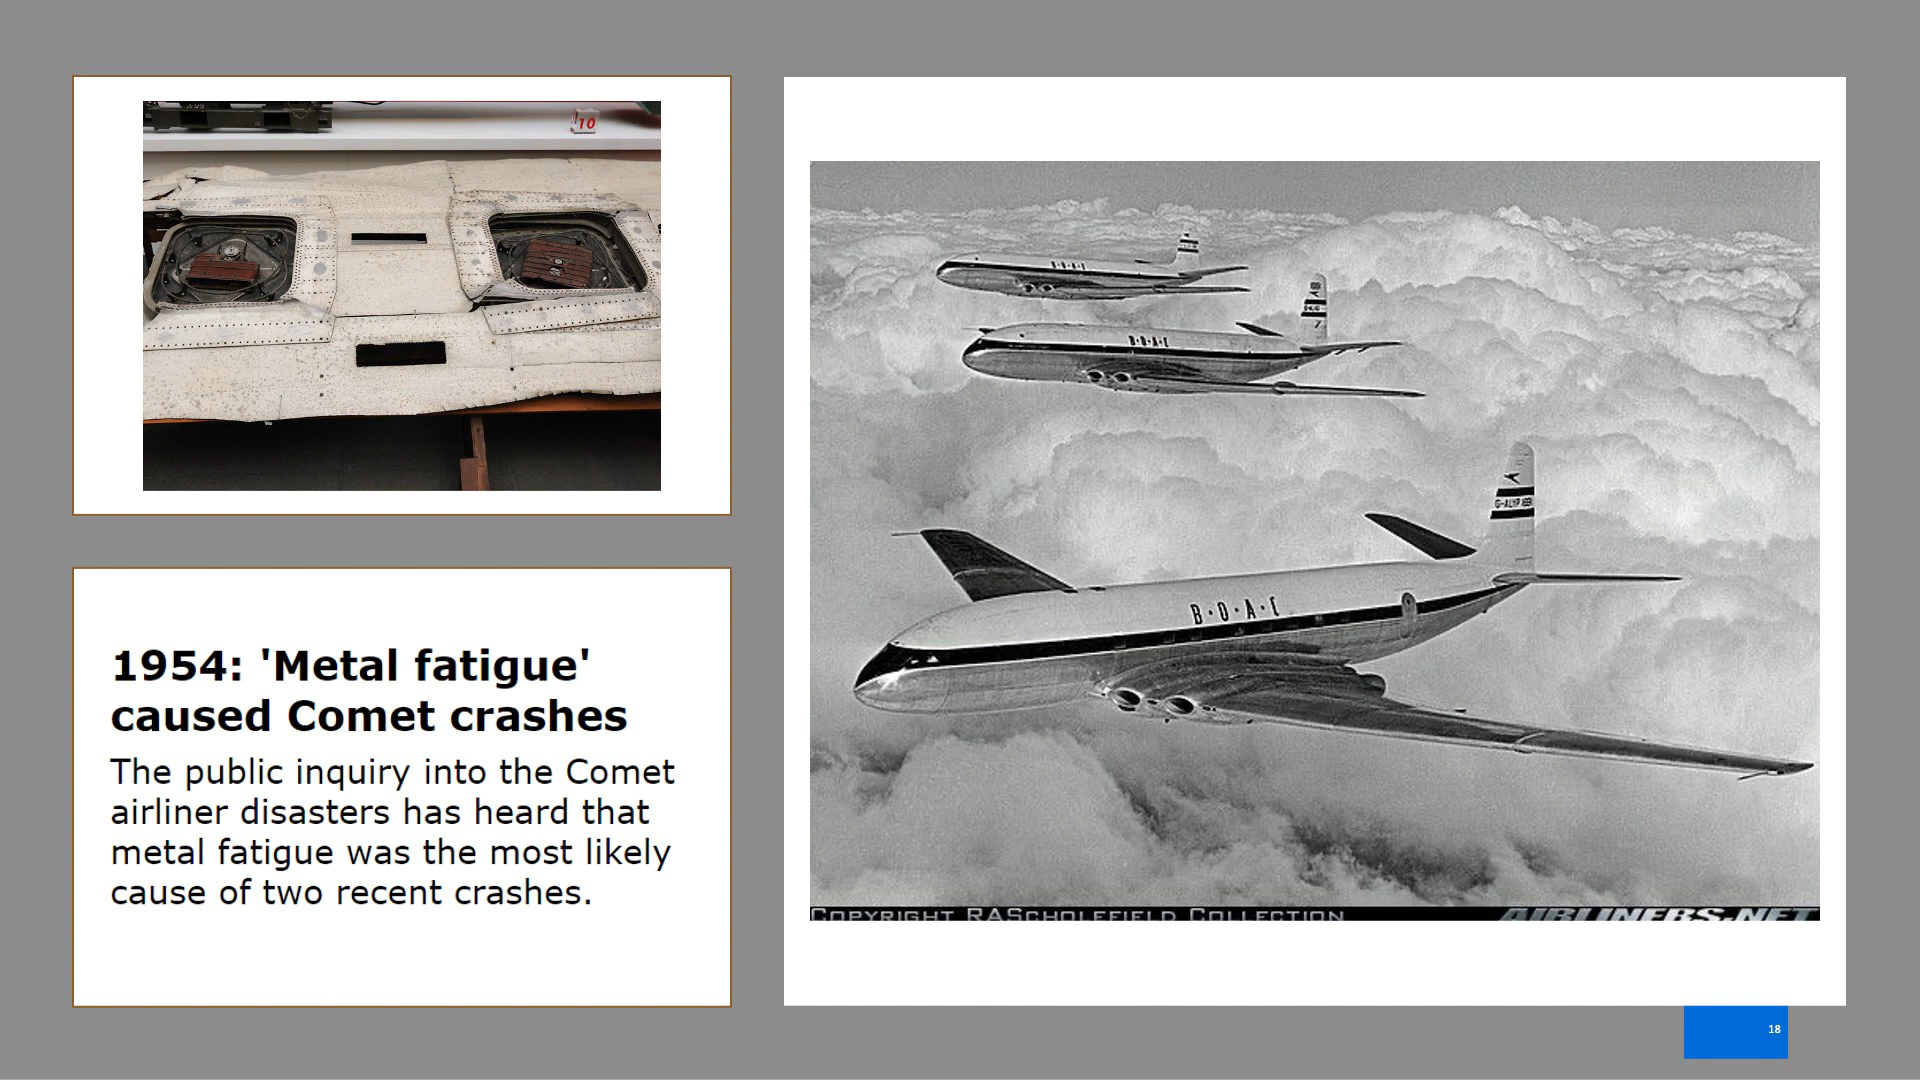 10
1954: 'Metal fatigue'
caused Comet crashes
The public inquiry into the Comet
airliner disasters has heard that
metal fatigue was the most likely
cause of two recent crashes.
B·O·A·C
B·O·A·C
B·O·A·C
G-ALYP
COPYRIGHT RASCHOLEFIELD COLLECTION
AIRLINERS.NET
18